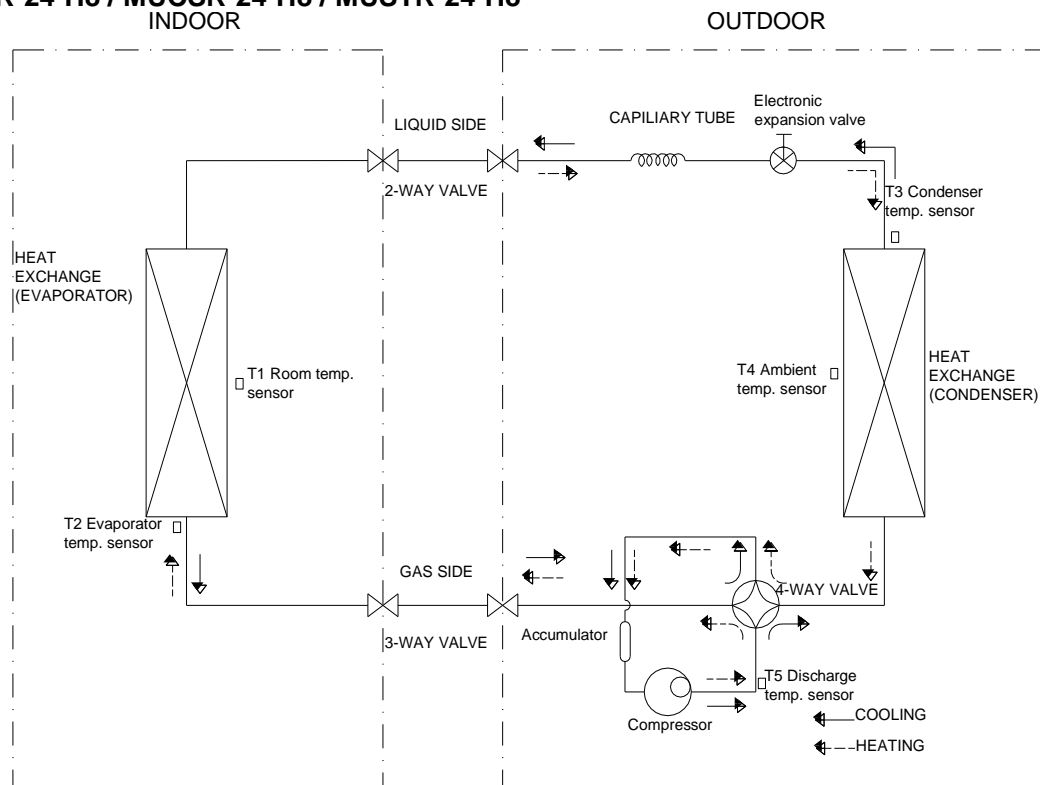 INDOOR
OUTDOOR
LIQUID SIDE
CAPILIARY TUBE
Electronic
expansion valve
2-WAY VALVE
T3 Condenser
temp. sensor
HEAT
EXCHANGE
(EVAPORATOR)
T1 Room temp.
sensor
T4 Ambient
temp. sensor
HEAT
EXCHANGE
(CONDENSER)
T2 Evaporator
temp. sensor
GAS SIDE
4-WAY VALVE
3-WAY VALVE
Accumulator
T5 Discharge
temp. sensor
Compressor
COOLING
HEATING